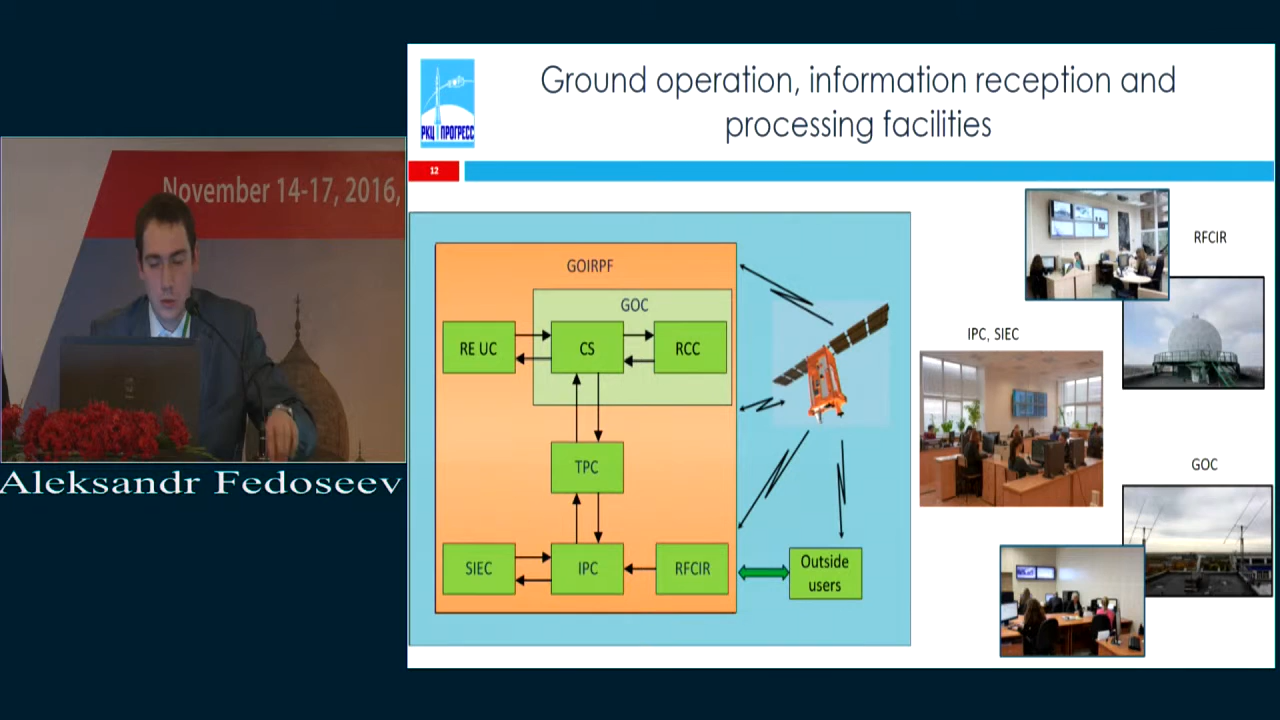 November 14-17, 2016,
Aleksandr Fedoseev
РКЦ ПРОГРЕСС
Ground operation, information reception and
processing facilities
12
GOIRPF
GOC
RE UC
CS
RCC
TPC
SIEC
IPC
RFCIR
Outside
users
RFCIR
IPC, SIEC
GOC